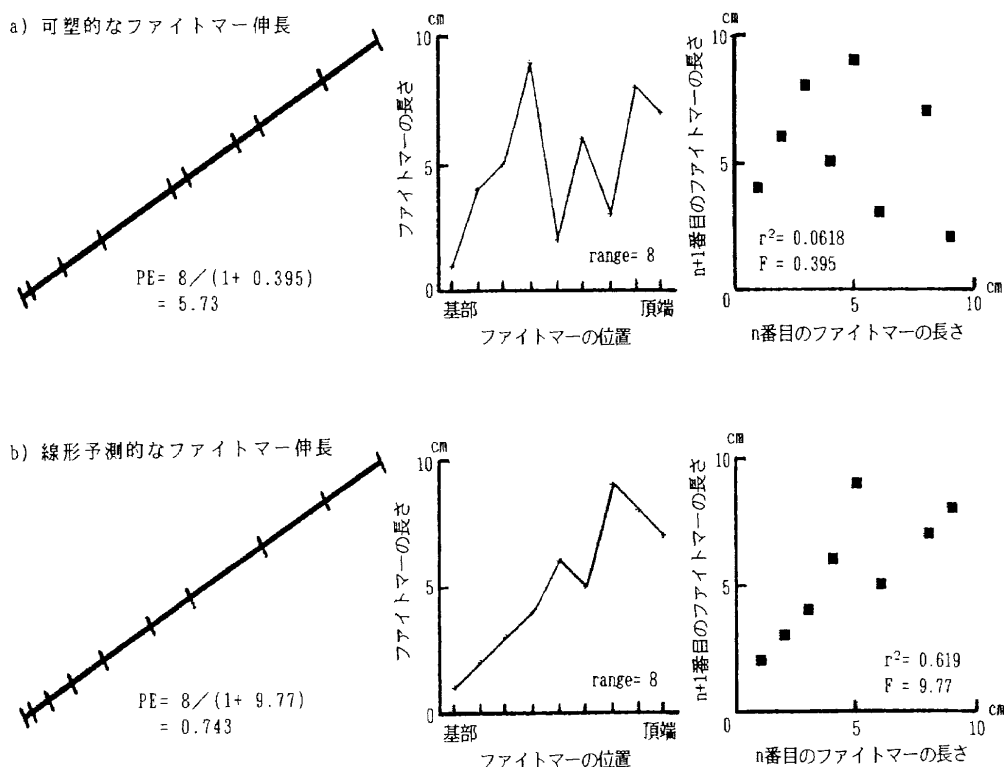 a) 可塑的なファイトマー伸長
PE= 8／(1+ 0.395)
= 5.73
cm
10
5
0
ファイトマーの長さ
range= 8
基部
頂端
ファイトマーの位置
cm
10
5
0
n+1番目のファイトマーの長さ
r²= 0.0618
F = 0.395
5
10
cm
n番目のファイトマーの長さ
b) 線形予測的なファイトマー伸長
PE= 8／(1+ 9.77)
= 0.743
cm
10
5
0
ファイトマーの長さ
range= 8
基部
頂端
ファイトマーの位置
cm
10
5
0
n+1番目のファイトマーの長さ
r²= 0.619
F = 9.77
5
10
cm
n番目のファイトマーの長さ